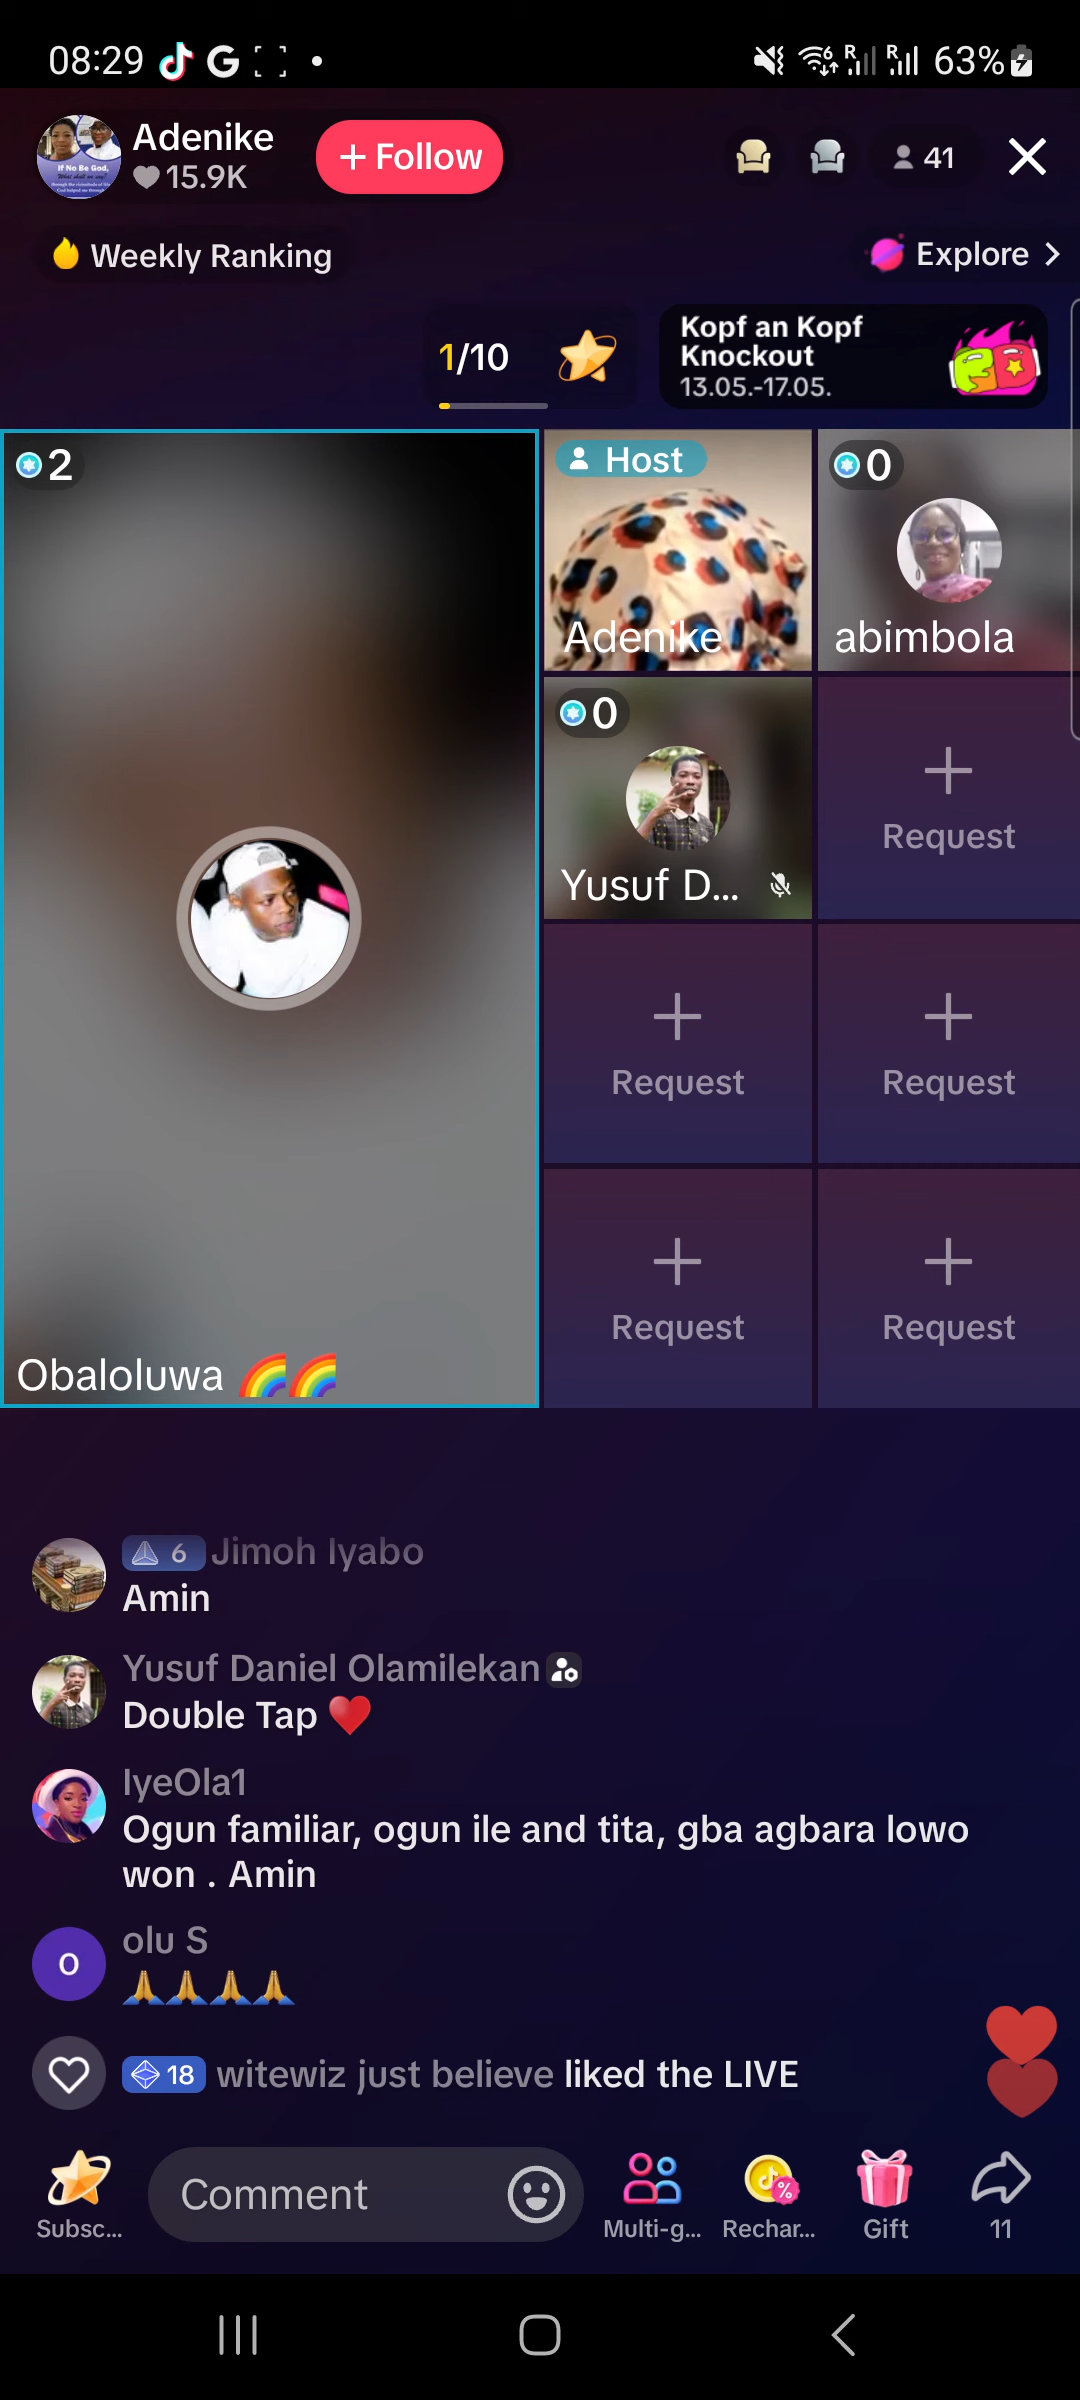 08:29
63%
Adenike
15.9K
+ Follow
41
Weekly Ranking
Explore >
1/10
Kopf an Kopf
Knockout
13.05.-17.05.
2
Host
0
Adenike
abimbola
0
Yusuf D...
Request
Request
Request
Request
Request
Obaloluwa 🌈🌈
6 Jimoh Iyabo
Amin
Yusuf Daniel Olamilekan
Double Tap ♥️
IyeOla1
Ogun familiar, ogun ile and tita, gba agbara lowo
won . Amin
O
olu S
🙏🙏🙏🙏
18 witewiz just believe liked the LIVE
Comment
Subsc...
Multi-g...
Rechar...
Gift
11